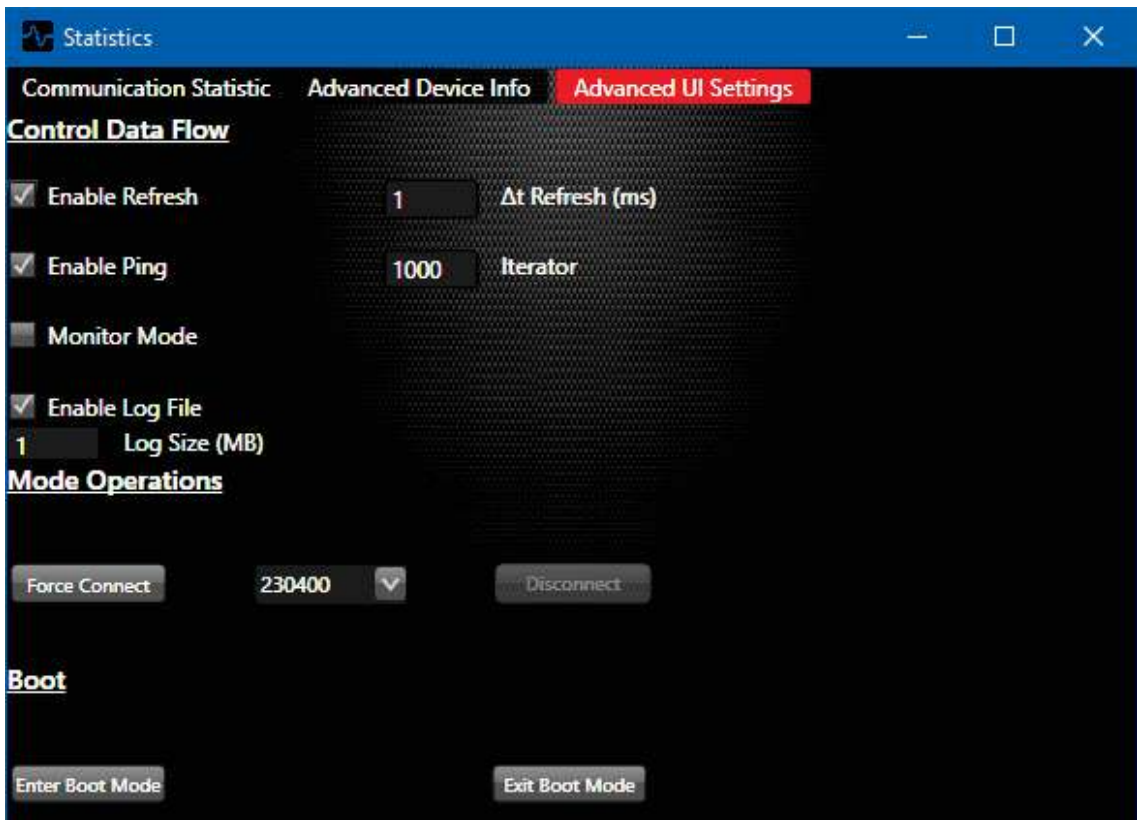 Statistics
Communication Statistic Advanced Device Info Advanced UI Settings
Control Data Flow
Enable Refresh 1 Δt Refresh (ms)
Enable Ping 1000 Iterator
Monitor Mode
Enable Log File
1 Log Size (MB)
Mode Operations
Force Connect 230400 Disconnect
Boot
Enter Boot Mode Exit Boot Mode